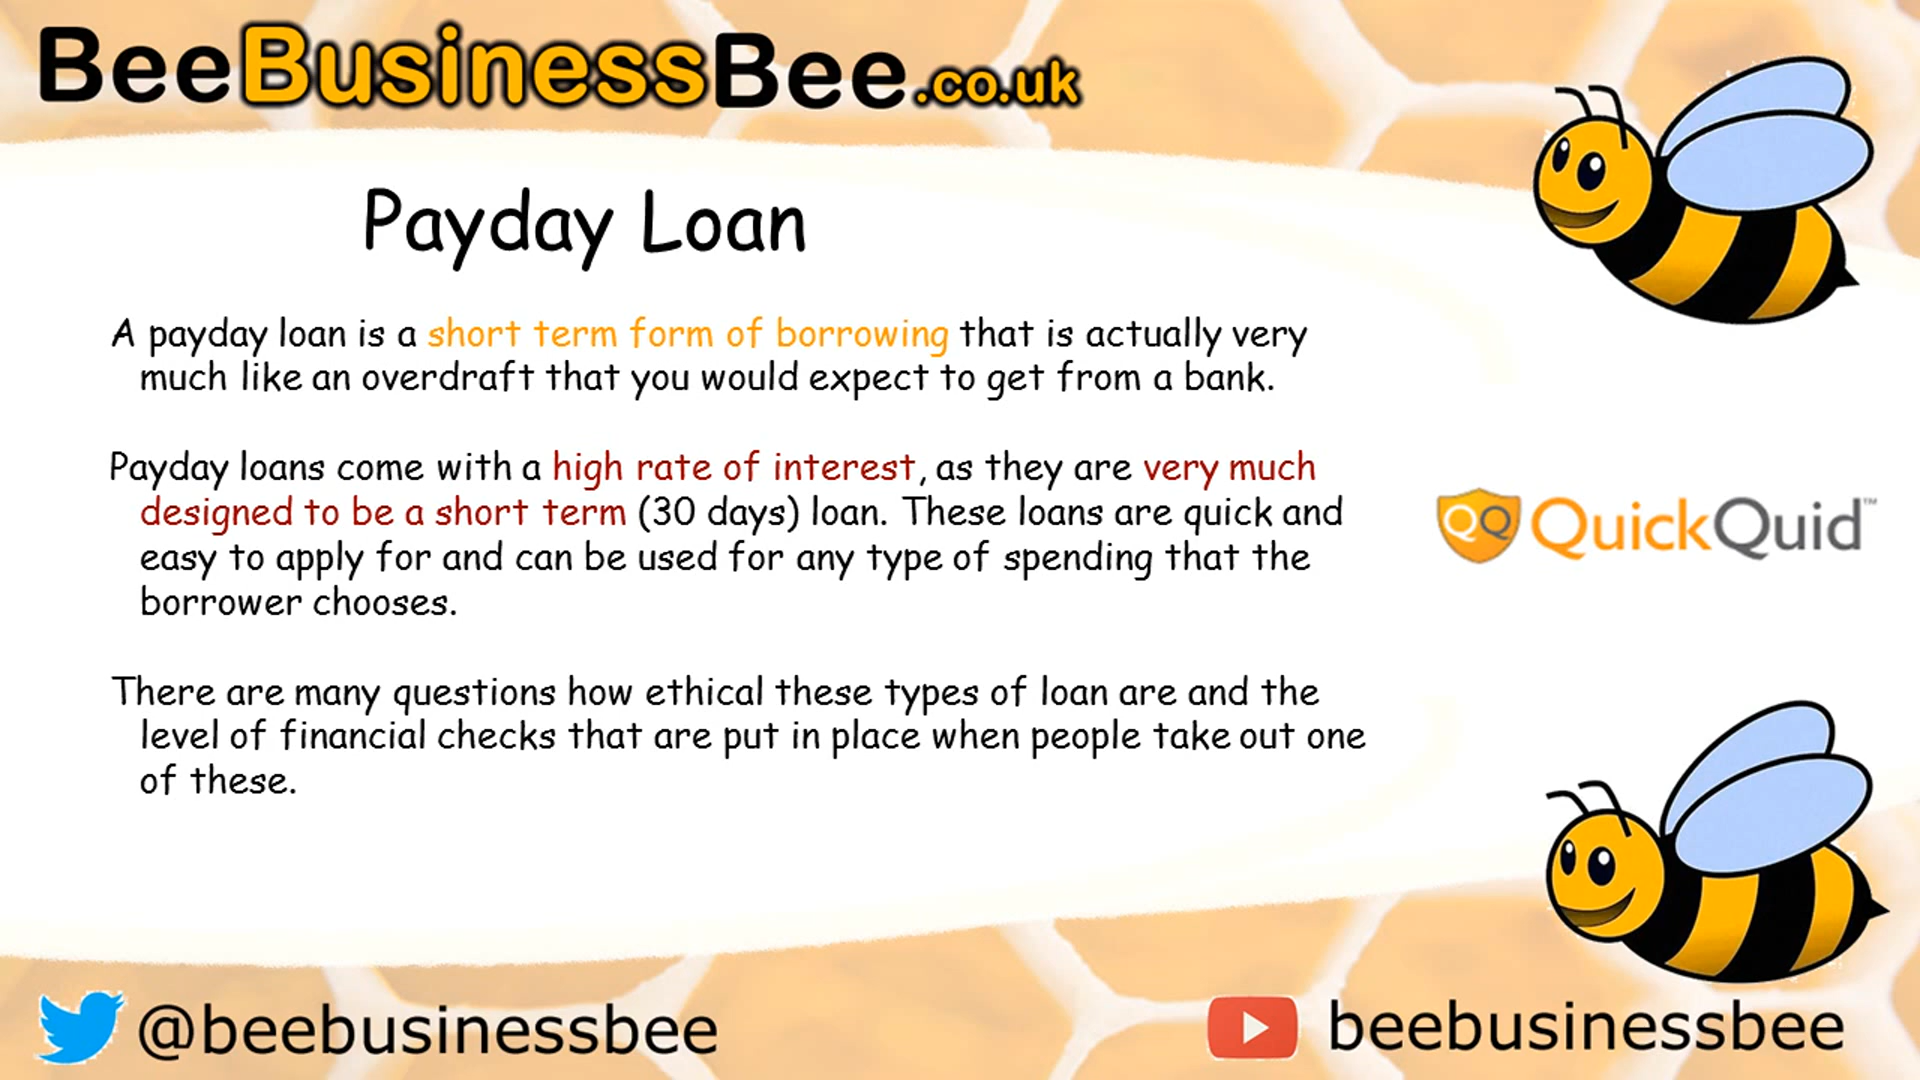 BeeBusinessBee.co.uk
Payday Loan
A payday loan is a short term form of borrowing that is actually very
much like an overdraft that you would expect to get from a bank.
Payday loans come with a high rate of interest, as they are very much
designed to be a short term (30 days) loan. These loans are quick and
easy to apply for and can be used for any type of spending that the
borrower chooses.
QQ QuickQuid™
There are many questions how ethical these types of loan are and the
level of financial checks that are put in place when people take out one
of these.
@beebusinessbee
beebusinessbee